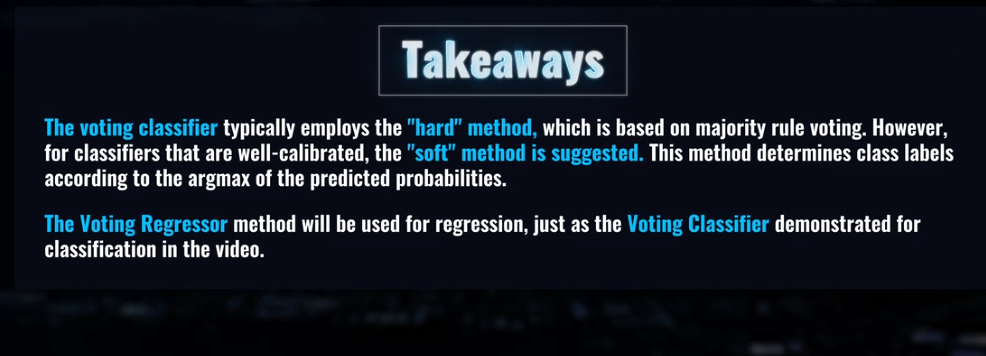 Takeaways
The voting classifier typically employs the "hard" method, which is based on majority rule voting. However,
for classifiers that are well-calibrated, the "soft" method is suggested. This method determines class labels
according to the argmax of the predicted probabilities.
The Voting Regressor method will be used for regression, just as the Voting Classifier demonstrated for
classification in the video.